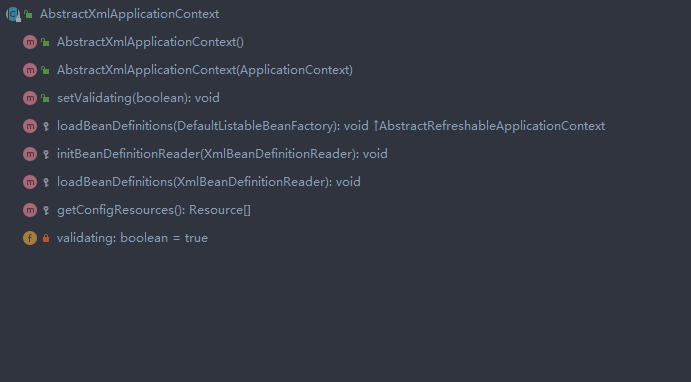 AbstractXmlApplicationContext
AbstractXmlApplicationContext()
AbstractXmlApplicationContext(ApplicationContext)
setValidating(boolean): void
loadBeanDefinitions(DefaultListableBeanFactory): void ↑AbstractRefreshableApplicationContext
initBeanDefinitionReader(XmlBeanDefinitionReader): void
loadBeanDefinitions(XmlBeanDefinitionReader): void
getConfigResources(): Resource[]
validating: boolean = true